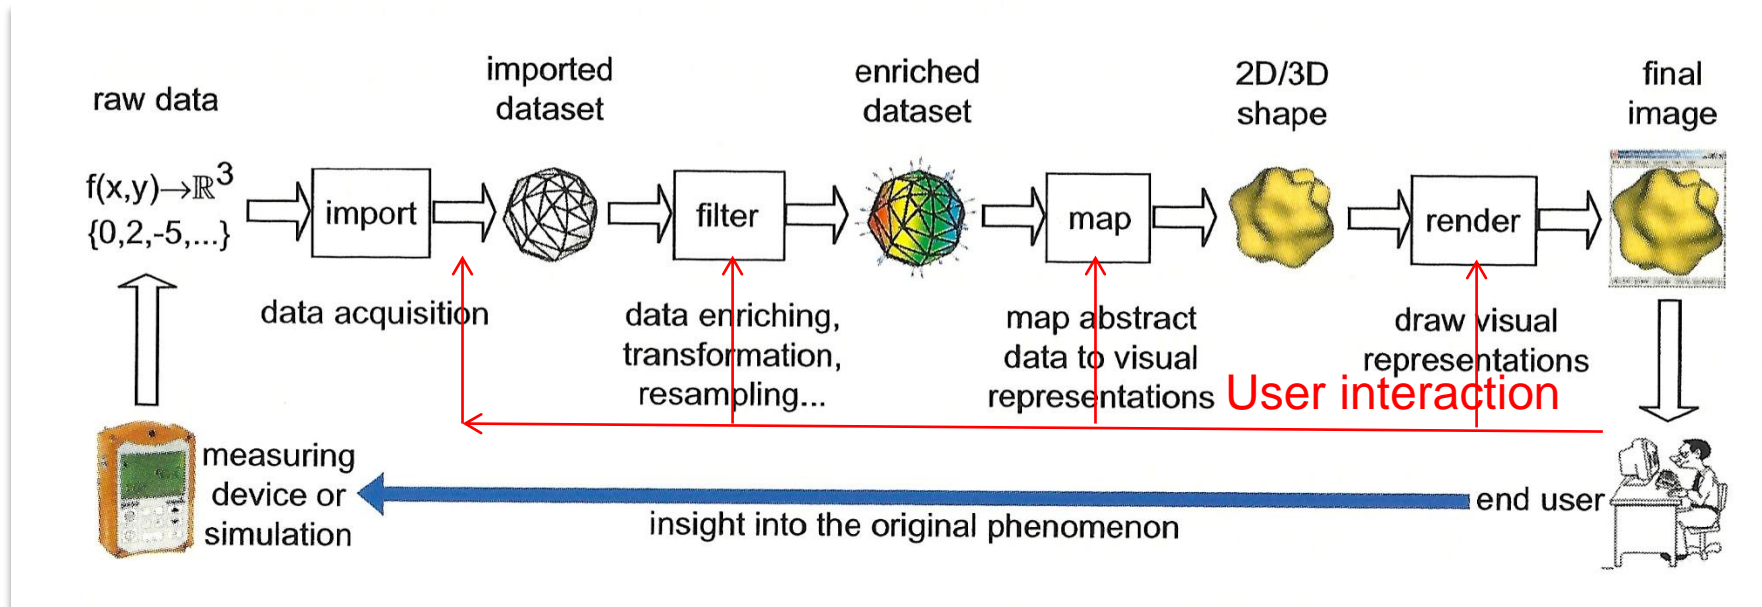 raw data
f(x,y)→ℝ³
{0,2,-5,...}
import
data acquisition
imported
dataset
filter
data enriching,
transformation,
resampling...
enriched
dataset
map
map abstract
data to visual
representations
2D/3D
shape
render
draw visual
representations
final
image
User interaction
measuring
device or
simulation
insight into the original phenomenon
end user